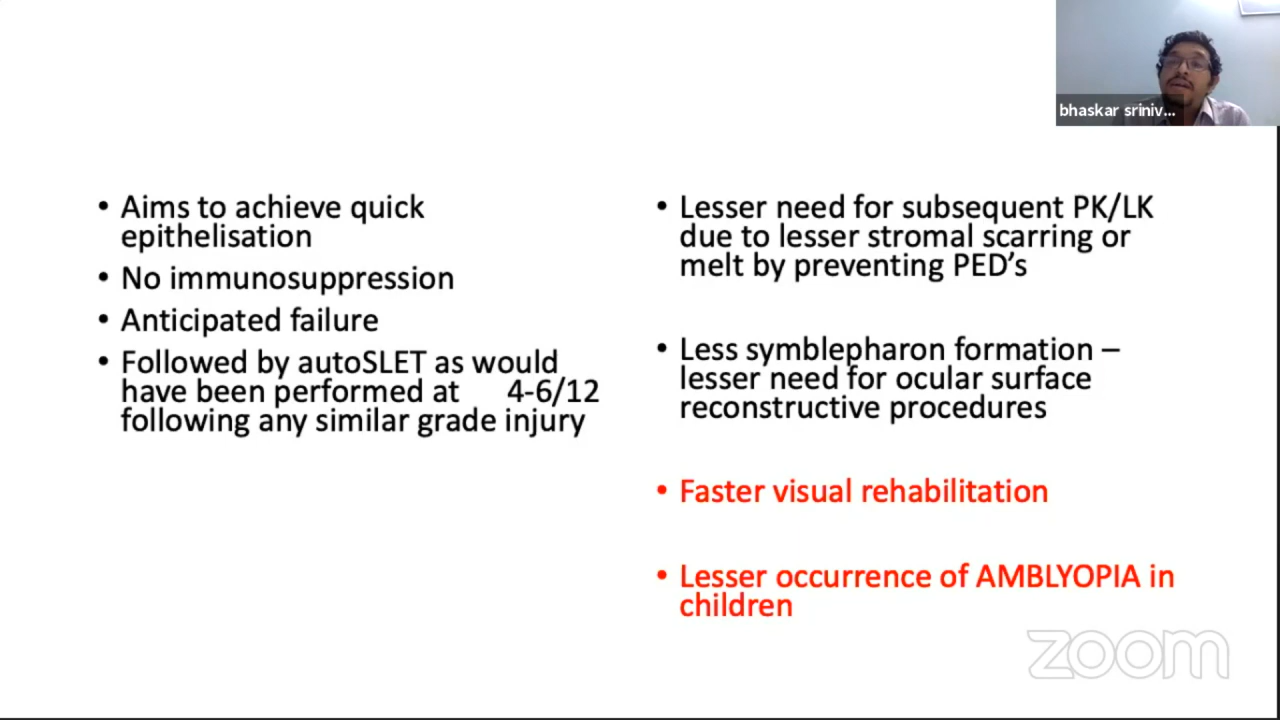 bhaskar sriniv...
• Aims to achieve quick
epithelisation
• No immunosuppression
• Anticipated failure
• Followed by autoSLET as would
have been performed at 4-6/12
following any similar grade injury
• Lesser need for subsequent PK/LK
due to lesser stromal scarring or
melt by preventing PED’s
• Less symblepharon formation –
lesser need for ocular surface
reconstructive procedures
• Faster visual rehabilitation
• Lesser occurrence of AMBLYOPIA in
children
zoom